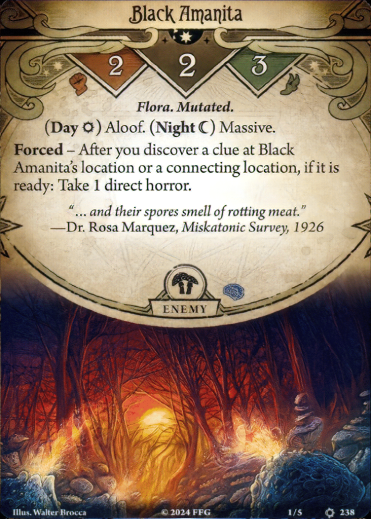 Black Amanita
2 2 3
Flora. Mutated.
(Day) Aloof. (Night) Massive.
Forced – After you discover a clue at Black
Amanita's location or a connecting location, if it is
ready: Take 1 direct horror.
"… and their spores smell of rotting meat."
—Dr. Rosa Marquez, Miskatonic Survey, 1926
ENEMY
Illus. Walter Brocca © 2024 FFG 1/5 238